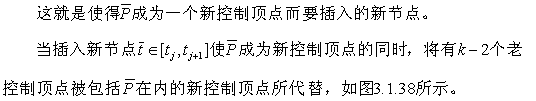 这就是使得P̅成为一个新控制顶点而要插入的新节点。
当插入新节点t̅∈[tⱼ,tⱼ₊₁]使P̅成为新控制顶点的同时，将有k−2个老
控制顶点被包括P̅在内的新控制顶点所代替，如图3.1.38所示。